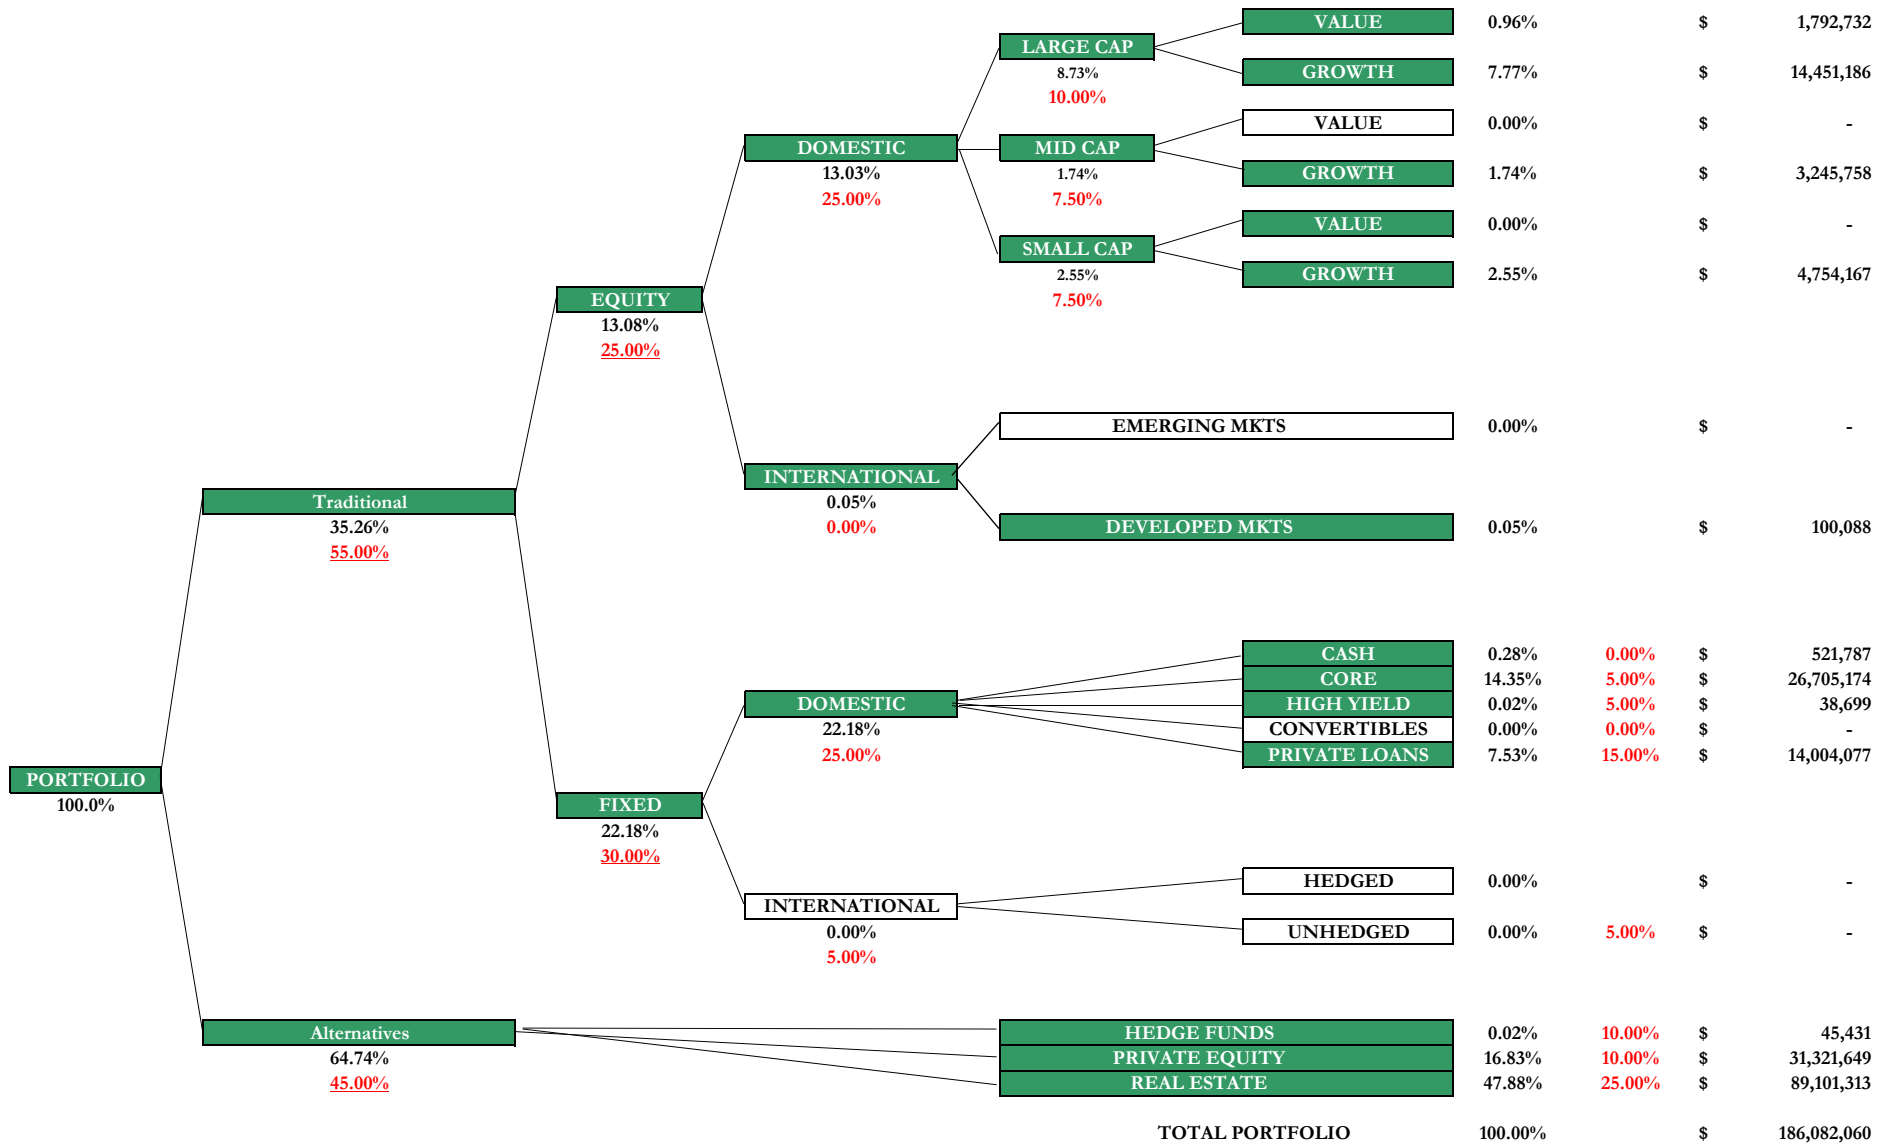 VALUE 0.96% $ 1,792,732
LARGE CAP
8.73% GROWTH 7.77% $ 14,451,186
10.00%
VALUE 0.00% $ -
DOMESTIC MID CAP
13.03% 1.74% GROWTH 1.74% $ 3,245,758
25.00% 7.50%
VALUE 0.00% $ -
SMALL CAP
2.55% GROWTH 2.55% $ 4,754,167
EQUITY 7.50%
13.08%
25.00%
EMERGING MKTS 0.00% $ -
INTERNATIONAL
Traditional 0.05%
35.26% 0.00% DEVELOPED MKTS 0.05% $ 100,088
55.00%
CASH 0.28% 0.00% $ 521,787
CORE 14.35% 5.00% $ 26,705,174
DOMESTIC HIGH YIELD 0.02% 5.00% $ 38,699
22.18% CONVERTIBLES 0.00% 0.00% $ -
25.00% PRIVATE LOANS 7.53% 15.00% $ 14,004,077
PORTFOLIO
100.0% FIXED
22.18%
30.00%
HEDGED 0.00% $ -
INTERNATIONAL
0.00% UNHEDGED 0.00% 5.00% $ -
5.00%
Alternatives HEDGE FUNDS 0.02% 10.00% $ 45,431
64.74% PRIVATE EQUITY 16.83% 10.00% $ 31,321,649
45.00% REAL ESTATE 47.88% 25.00% $ 89,101,313
TOTAL PORTFOLIO 100.00% $ 186,082,060